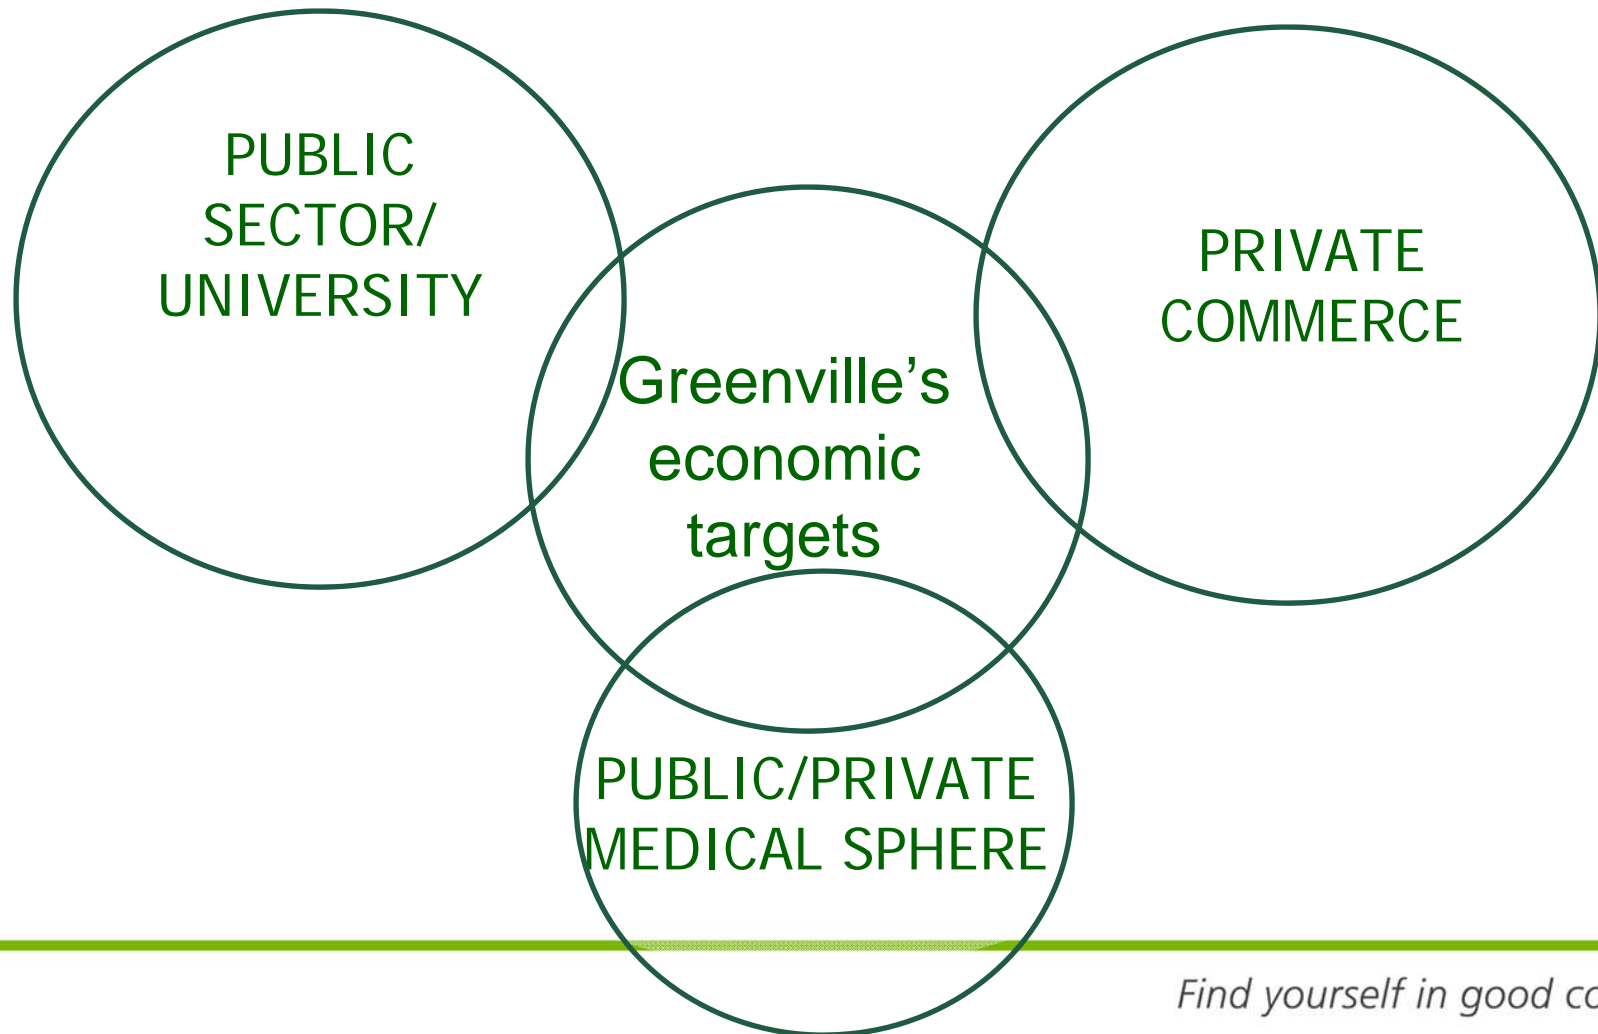 PUBLIC
SECTOR/
UNIVERSITY
PRIVATE
COMMERCE
Greenville’s
economic
targets
PUBLIC/PRIVATE
MEDICAL SPHERE
Find yourself in good